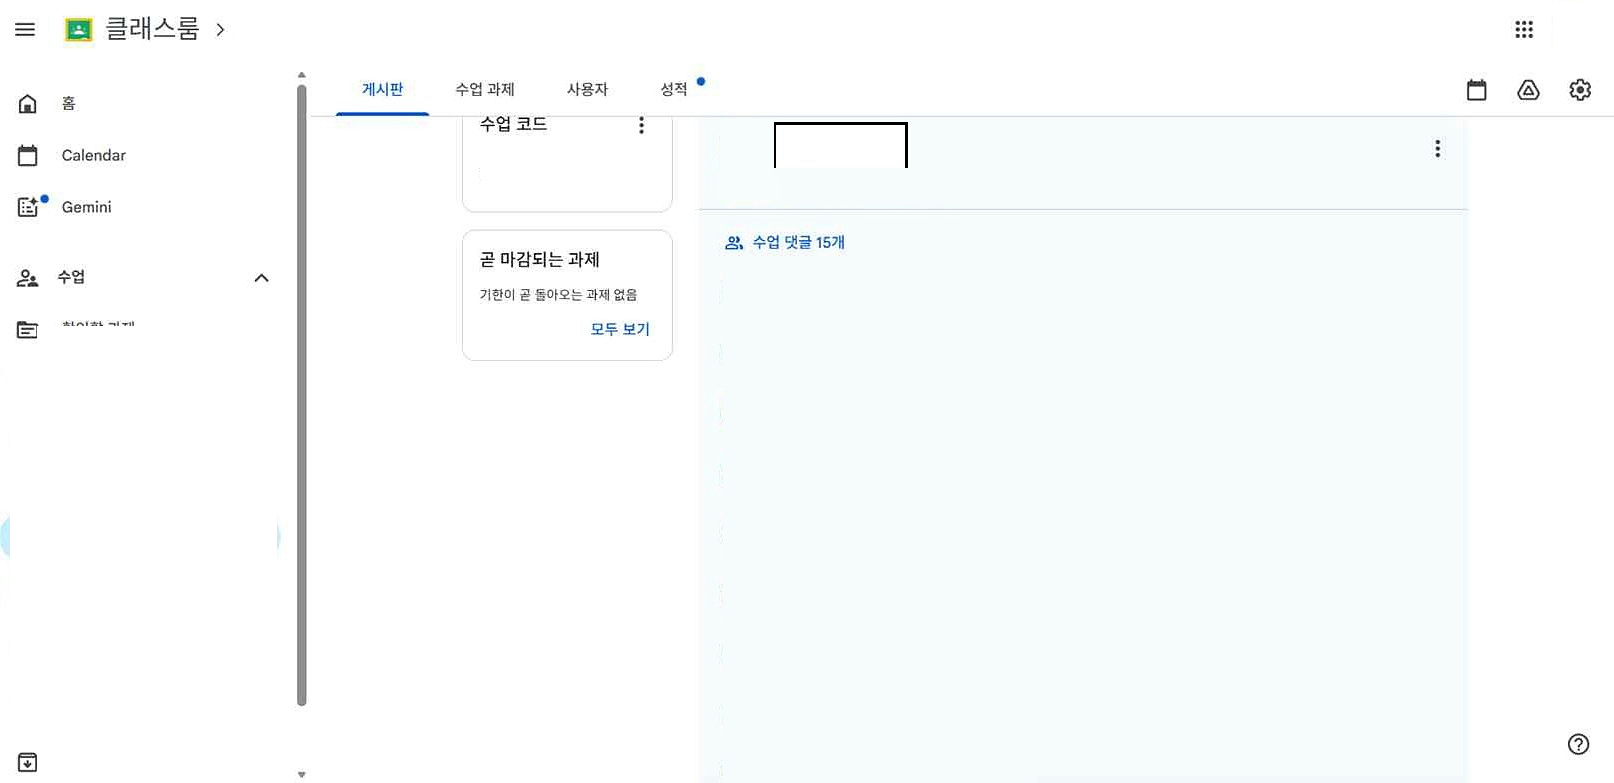 클래스룸
홈
Calendar
Gemini
수업
게시판
수업 과제
사용자
성적
수업 코드
곧 마감되는 과제
기한이 곧 돌아오는 과제 없음
모두 보기
수업 댓글 15개